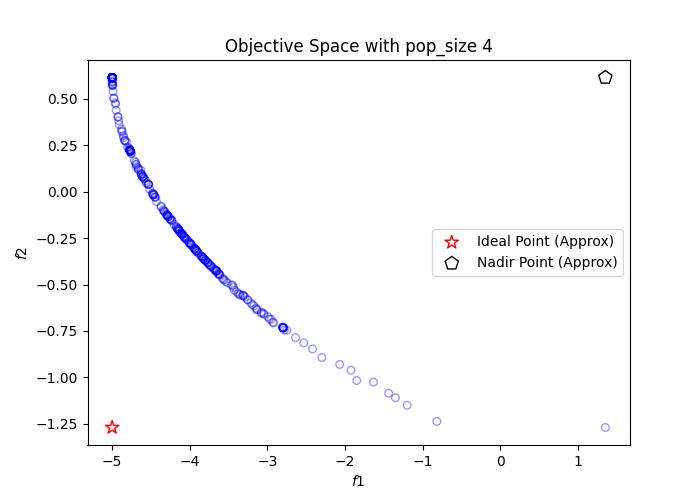 Objective Space with pop_size 4
f2
0.50
0.25
0.00
−0.25
−0.50
−0.75
−1.00
−1.25
Ideal Point (Approx)
Nadir Point (Approx)
−5 −4 −3 −2 −1 0 1
f1